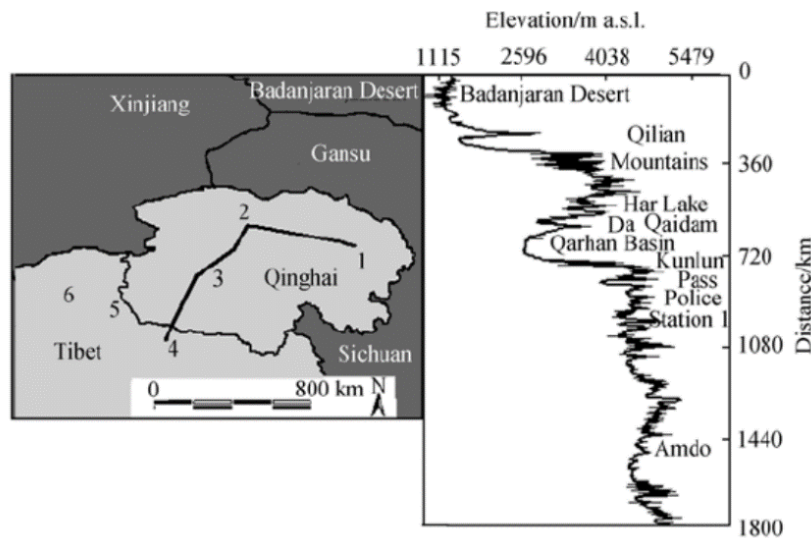 Elevation/m a.s.l.
1115 2596 4038 5479
Xinjiang
Badanjaran Desert
Gansu
2
1
3
Qinghai
6
5
4
Tibet
Sichuan
0 800 km
N
0
Badanjaran Desert
Qilian
Mountains
360
Har Lake
Da Qaidam
Qarhan Basin
720
Kunlun
Pass
Police
Station 1
1080
Amdo
1440
1800
Distance/km